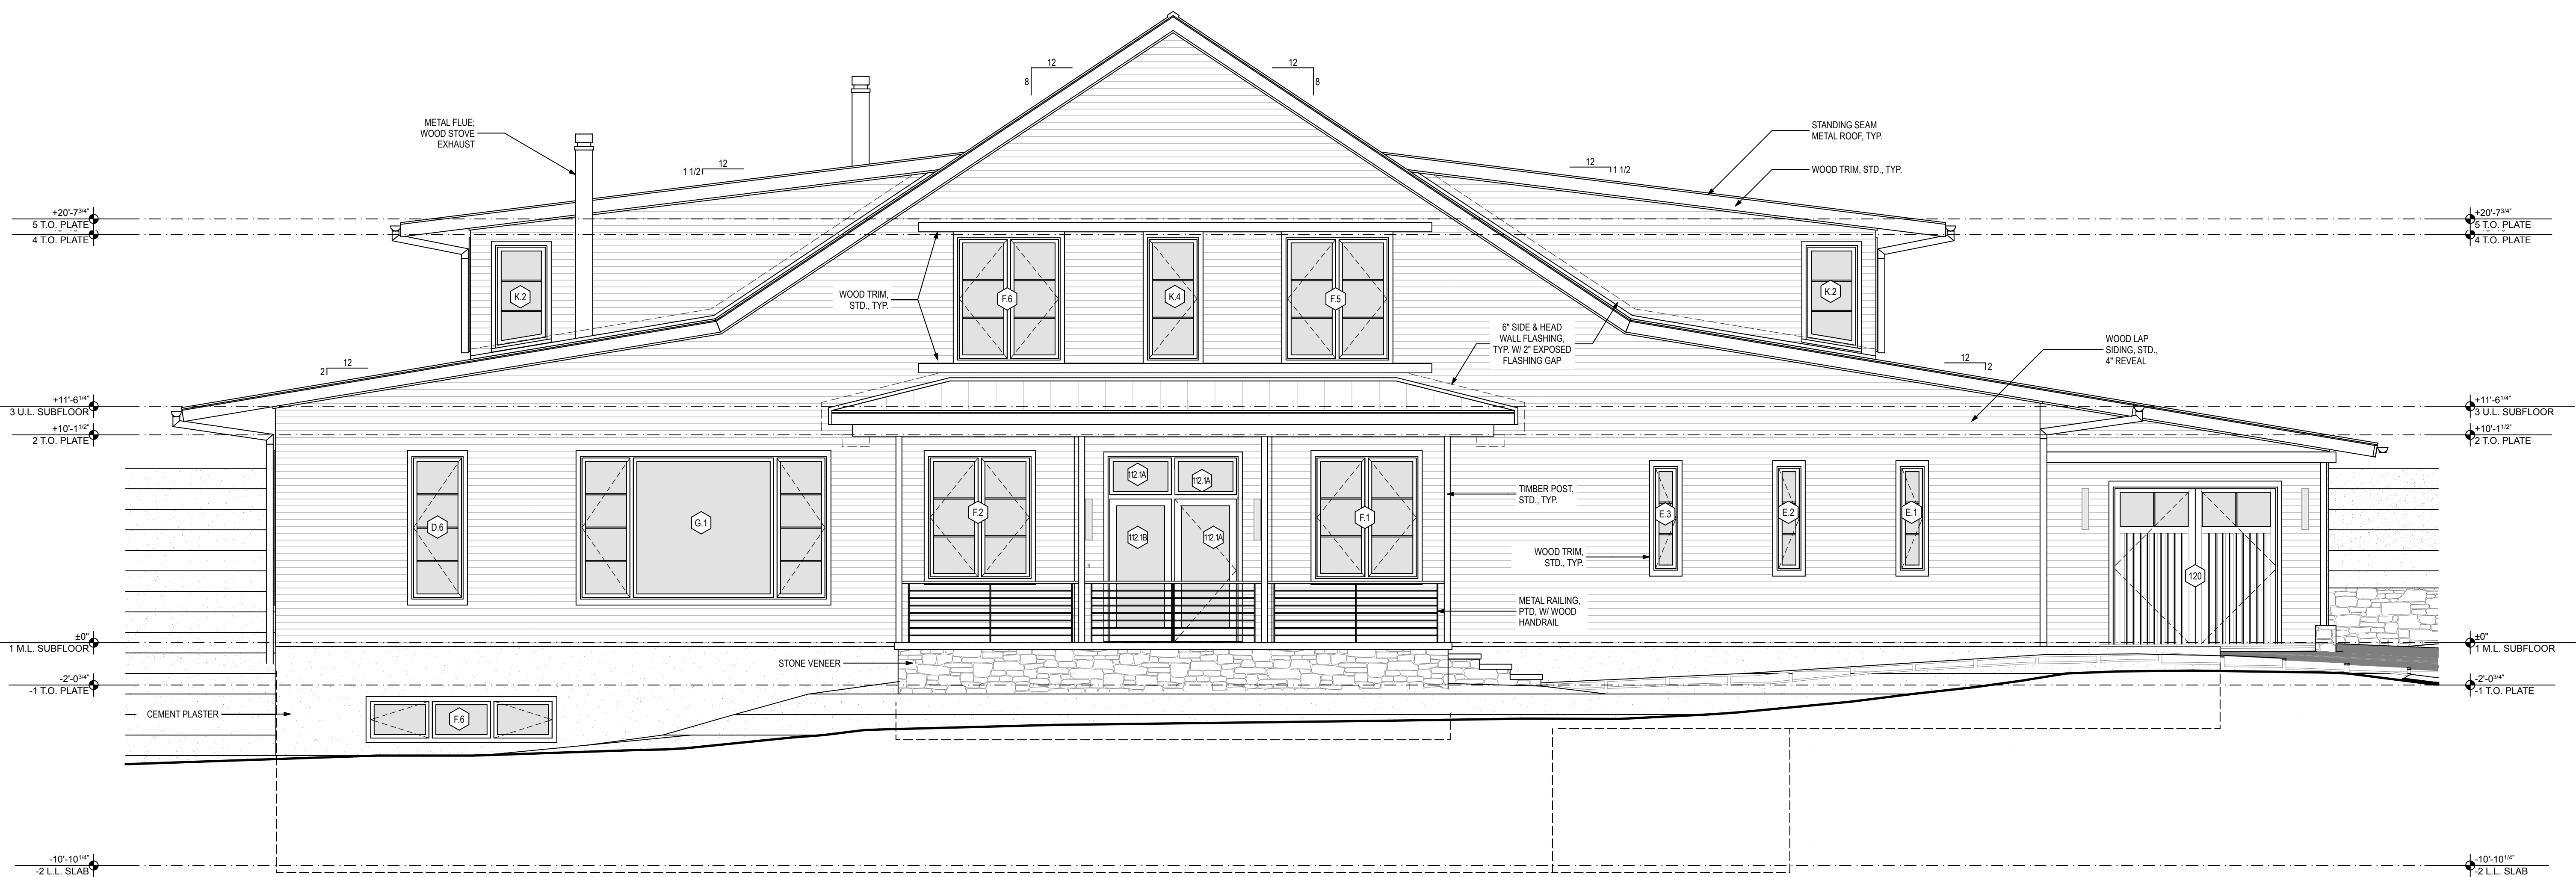 12
8
12
8
METAL FLUE;
WOOD STOVE
EXHAUST
STANDING SEAM
METAL ROOF, TYP.
12
1 1/2
12
1 1/2
WOOD TRIM, STD., TYP.
+20'-7 3/4"
5 T.O. PLATE
4 T.O. PLATE
+20'-7 3/4"
5 T.O. PLATE
4 T.O. PLATE
K.2
WOOD TRIM,
STD., TYP.
F.6
K.4
F.5
K.2
6" SIDE & HEAD
WALL FLASHING,
TYP. W/ 2" EXPOSED
FLASHING GAP
WOOD LAP
SIDING, STD.,
4" REVEAL
12
2
12
2
+11'-6 1/4"
3 U.L. SUBFLOOR
+11'-6 1/4"
3 U.L. SUBFLOOR
+10'-1 1/2"
2 T.O. PLATE
+10'-1 1/2"
2 T.O. PLATE
D.6
G.1
F.2
112.1A
112.1A
112.1B
112.1A
F.1
TIMBER POST,
STD., TYP.
E.3
E.2
E.1
WOOD TRIM,
STD., TYP.
120
METAL RAILING,
PTD, W/ WOOD
HANDRAIL
±0"
1 M.L. SUBFLOOR
±0"
1 M.L. SUBFLOOR
STONE VENEER
-2'-0 3/4"
-1 T.O. PLATE
-2'-0 3/4"
-1 T.O. PLATE
CEMENT PLASTER
F.6
-10'-10 1/4"
-2 L.L. SLAB
-10'-10 1/4"
-2 L.L. SLAB